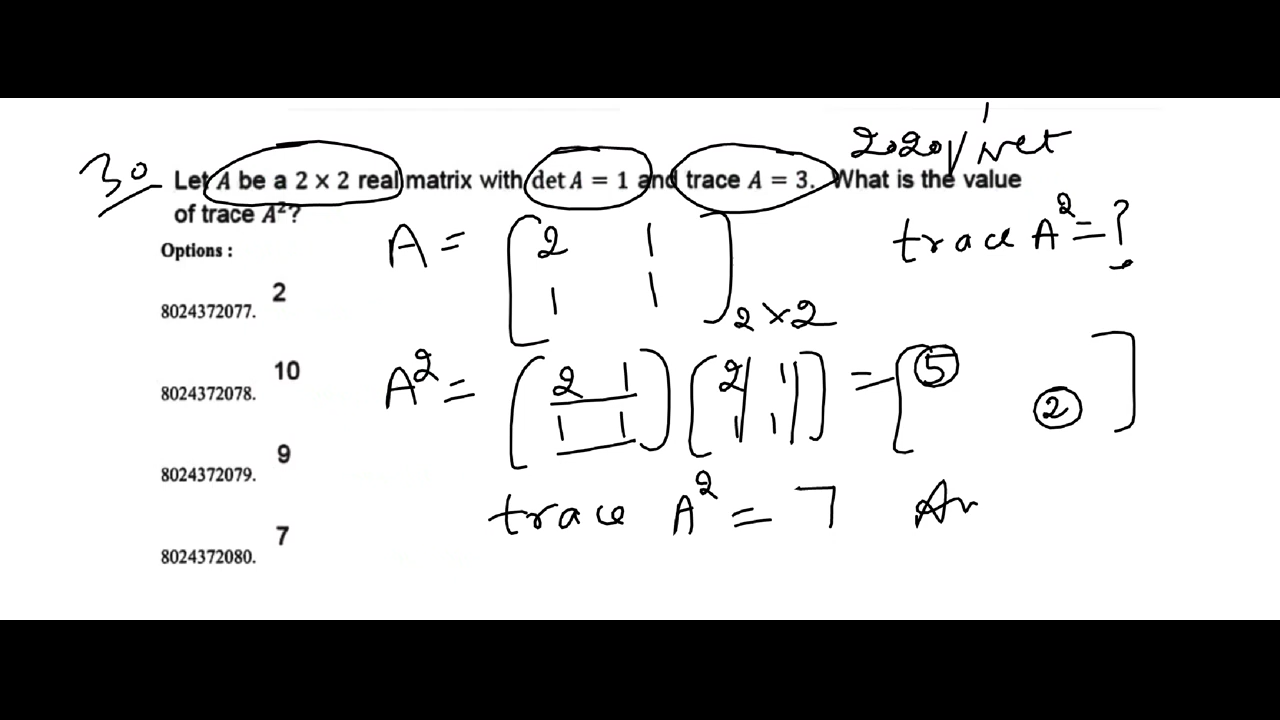 2020/Net
30 Let A be a 2 × 2 real matrix with det A = 1 and trace A = 3. What is the value
of trace A²?
trace A² = ?
Options :
A = [2 1
1 1] 2×2
2
8024372077.
10
8024372078.
A² = (2 1
1 1) [2 1
1 1] = [5
2]
9
8024372079.
trace A² = 7 An
7
8024372080.